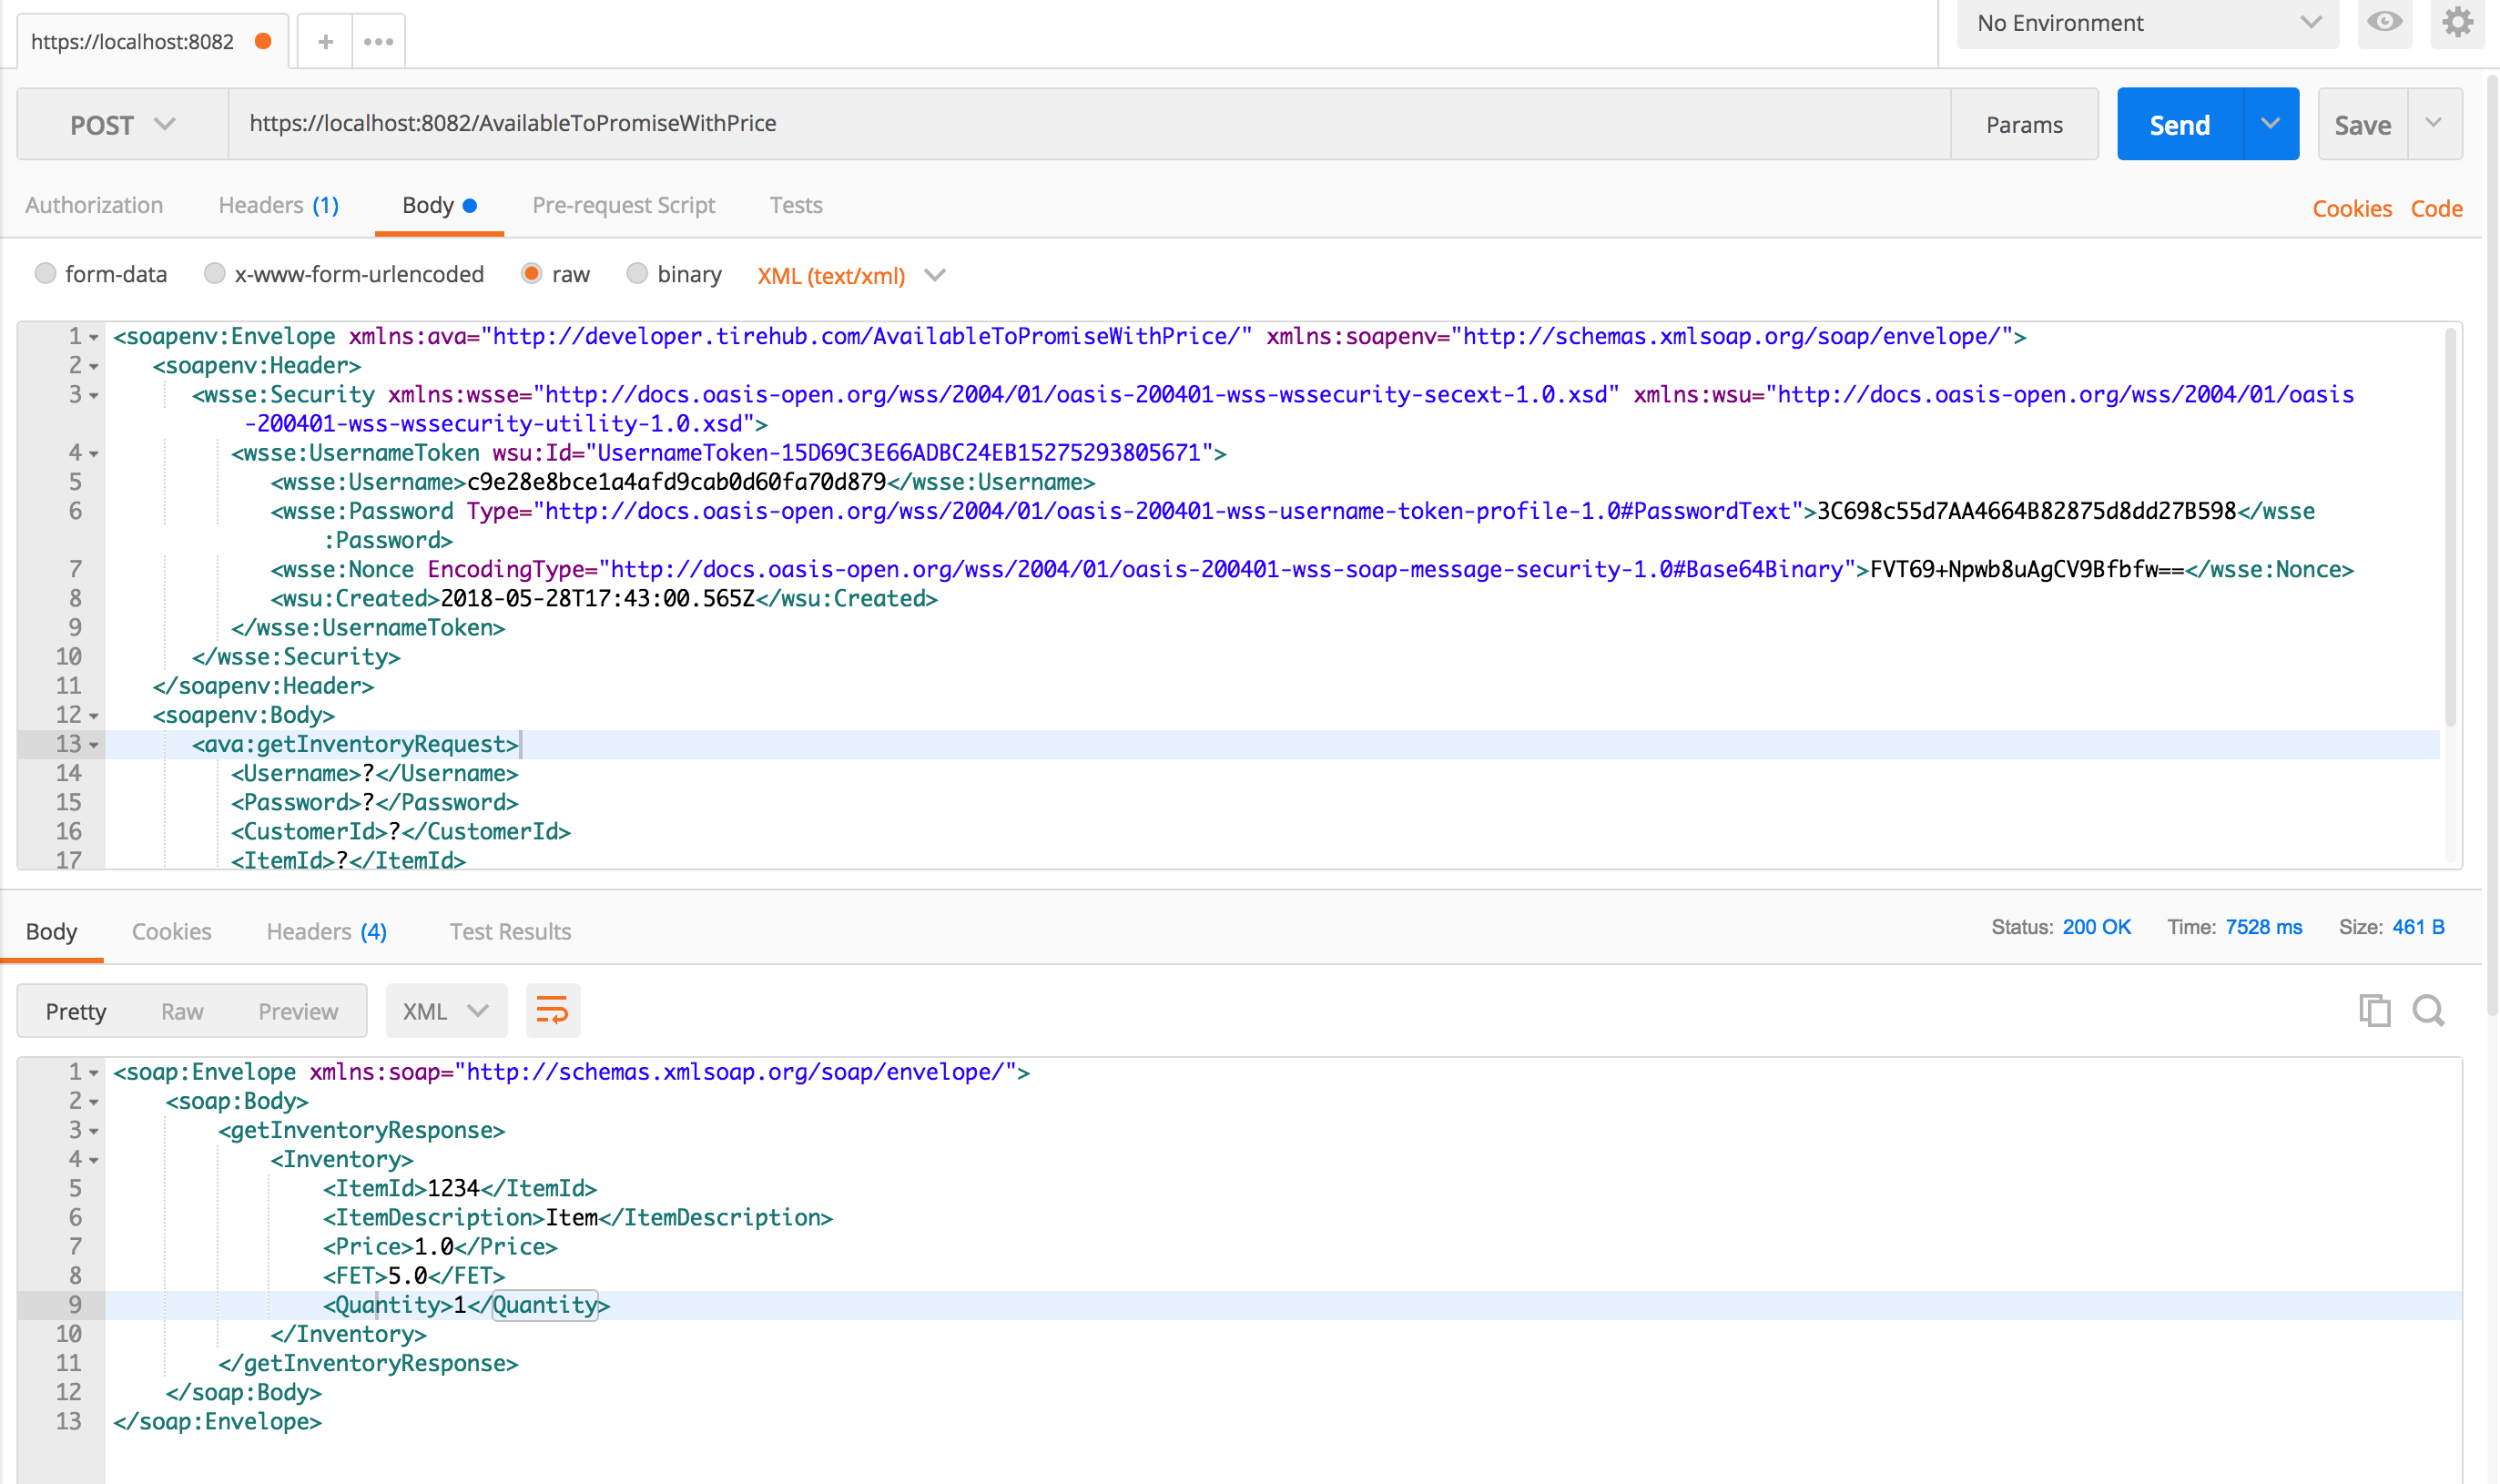 https://localhost:8082
No Environment
POST https://localhost:8082/AvailableToPromiseWithPrice Params Send Save
Authorization Headers (1) Body Pre-request Script Tests Cookies Code
form-data x-www-form-urlencoded raw binary XML (text/xml)
1 <soapenv:Envelope xmlns:ava="http://developer.tirehub.com/AvailableToPromiseWithPrice/" xmlns:soapenv="http://schemas.xmlsoap.org/soap/envelope/">
2 <soapenv:Header>
3 <wsse:Security xmlns:wsse="http://docs.oasis-open.org/wss/2004/01/oasis-200401-wss-wssecurity-secext-1.0.xsd" xmlns:wsu="http://docs.oasis-open.org/wss/2004/01/oasis
-200401-wss-wssecurity-utility-1.0.xsd">
4 <wsse:UsernameToken wsu:Id="UsernameToken-15D69C3E66ADBC24EB15275293805671">
5 <wsse:Username>c9e28e8bce1a4afd9cab0d60fa70d879</wsse:Username>
6 <wsse:Password Type="http://docs.oasis-open.org/wss/2004/01/oasis-200401-wss-username-token-profile-1.0#PasswordText">3C698c55d7AA4664B82875d8dd27B598</wsse
:Password>
7 <wsse:Nonce EncodingType="http://docs.oasis-open.org/wss/2004/01/oasis-200401-wss-soap-message-security-1.0#Base64Binary">FVT69+Npwb8uAgCV9Bfbfw==</wsse:Nonce>
8 <wsu:Created>2018-05-28T17:43:00.565Z</wsu:Created>
9 </wsse:UsernameToken>
10 </wsse:Security>
11 </soapenv:Header>
12 <soapenv:Body>
13 <ava:getInventoryRequest>
14 <Username>?</Username>
15 <Password>?</Password>
16 <CustomerId>?</CustomerId>
17 <ItemId>?</ItemId>
Body Cookies Headers (4) Test Results Status: 200 OK Time: 7528 ms Size: 461 B
Pretty Raw Preview XML
1 <soap:Envelope xmlns:soap="http://schemas.xmlsoap.org/soap/envelope/">
2 <soap:Body>
3 <getInventoryResponse>
4 <Inventory>
5 <ItemId>1234</ItemId>
6 <ItemDescription>Item</ItemDescription>
7 <Price>1.0</Price>
8 <FET>5.0</FET>
9 <Quantity>1</Quantity>
10 </Inventory>
11 </getInventoryResponse>
12 </soap:Body>
13 </soap:Envelope>